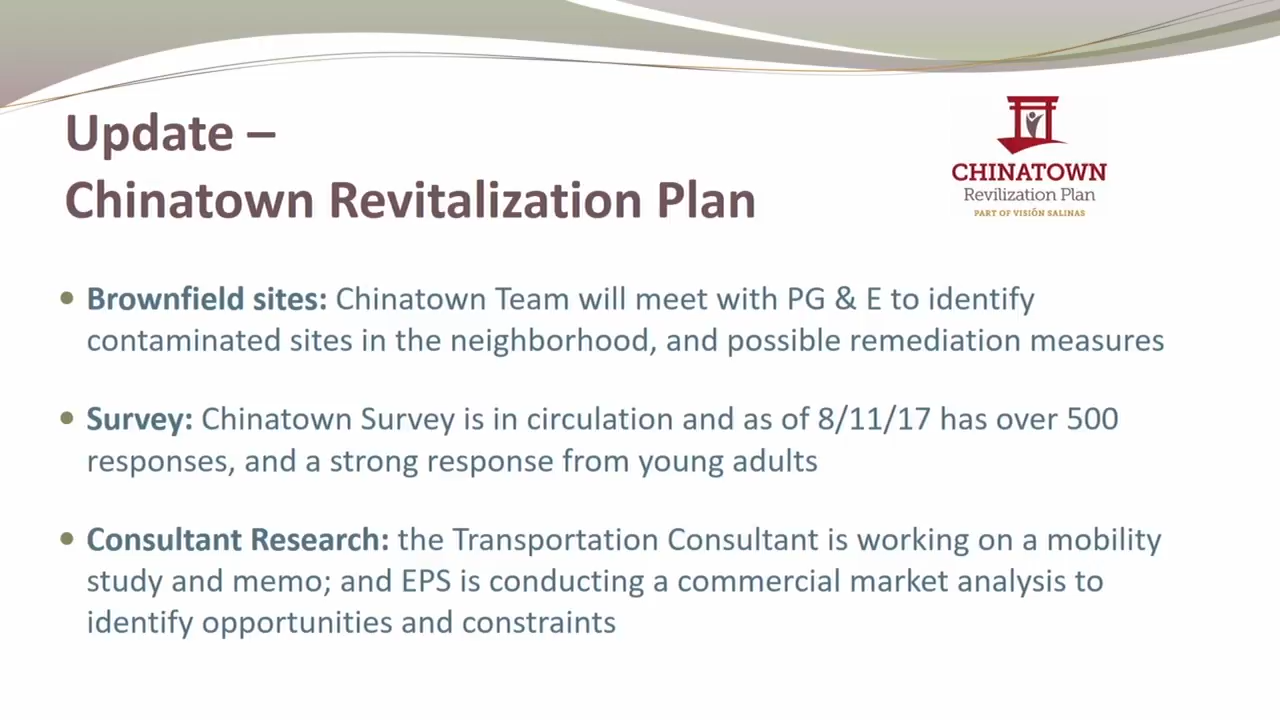 Update –
Chinatown Revitalization Plan
CHINATOWN
Revilization Plan
PART OF VISIÓN SALINAS
• Brownfield sites: Chinatown Team will meet with PG & E to identify
contaminated sites in the neighborhood, and possible remediation measures
• Survey: Chinatown Survey is in circulation and as of 8/11/17 has over 500
responses, and a strong response from young adults
• Consultant Research: the Transportation Consultant is working on a mobility
study and memo; and EPS is conducting a commercial market analysis to
identify opportunities and constraints